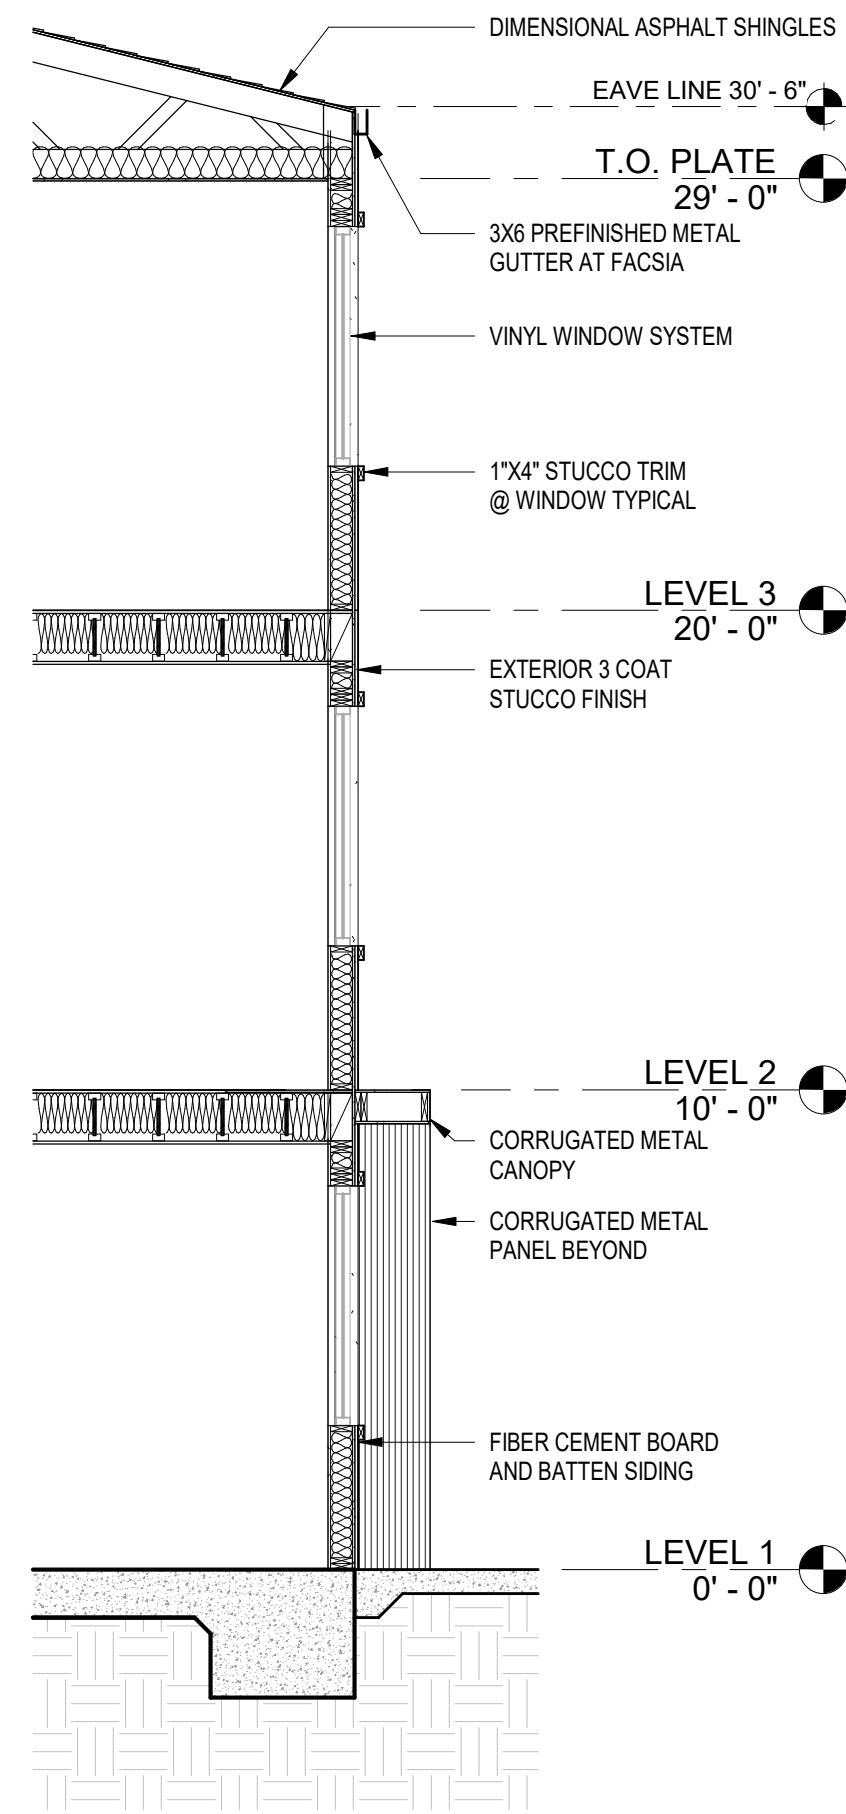 DIMENSIONAL ASPHALT SHINGLES
EAVE LINE 30' - 6"
T.O. PLATE
29' - 0"
3X6 PREFINISHED METAL
GUTTER AT FACSIA
VINYL WINDOW SYSTEM
1"X4" STUCCO TRIM
@ WINDOW TYPICAL
LEVEL 3
20' - 0"
EXTERIOR 3 COAT
STUCCO FINISH
LEVEL 2
10' - 0"
CORRUGATED METAL
CANOPY
CORRUGATED METAL
PANEL BEYOND
FIBER CEMENT BOARD
AND BATTEN SIDING
LEVEL 1
0' - 0"